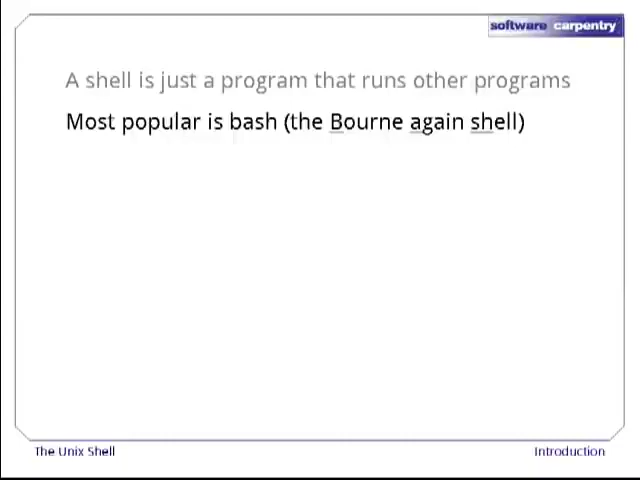 software carpentry
A shell is just a program that runs other programs
Most popular is bash (the Bourne again shell)
The Unix Shell
Introduction